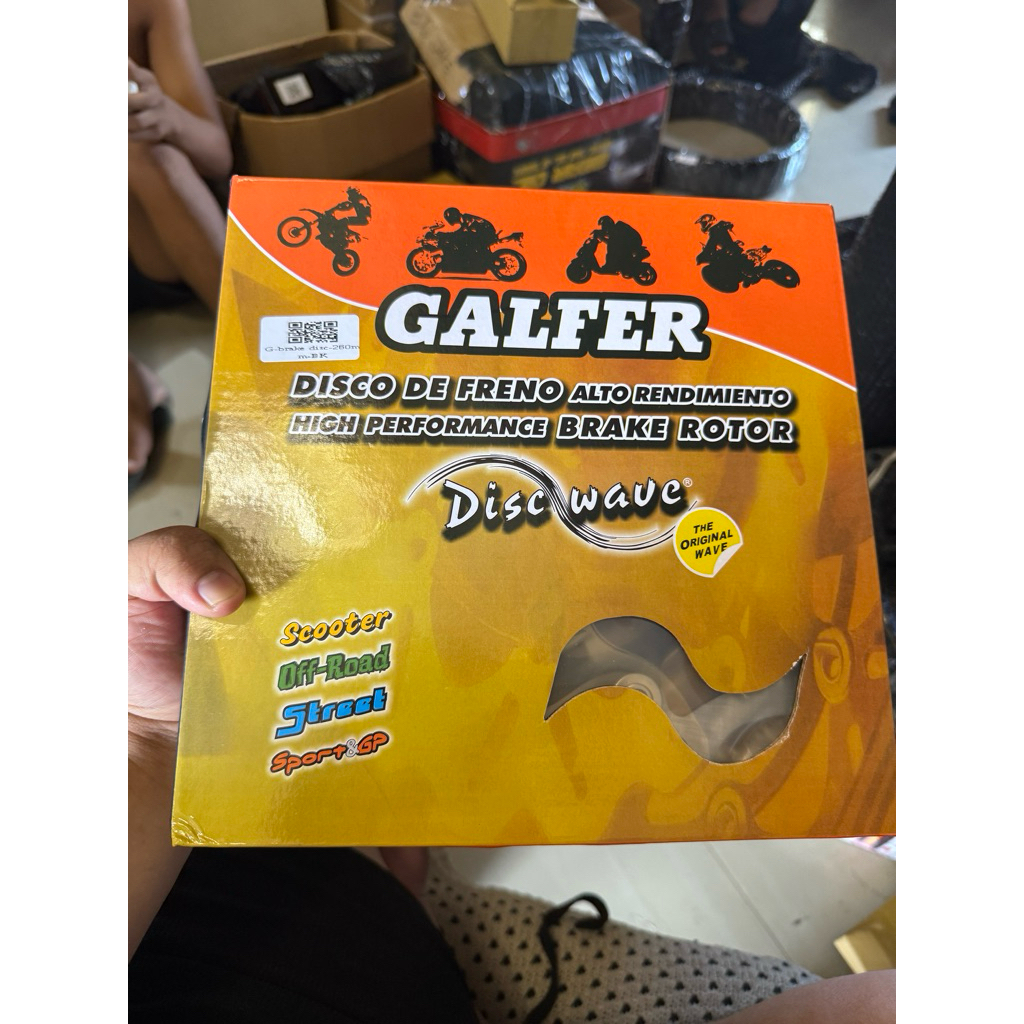 GALFER
G-brake disc-260m
m-BK
DISCO DE FRENO ALTO RENDIMIENTO
HIGH PERFORMANCE BRAKE ROTOR
Disc wave®
THE
ORIGINAL
WAVE
Scooter
Off-Road
Street
Sport&GP